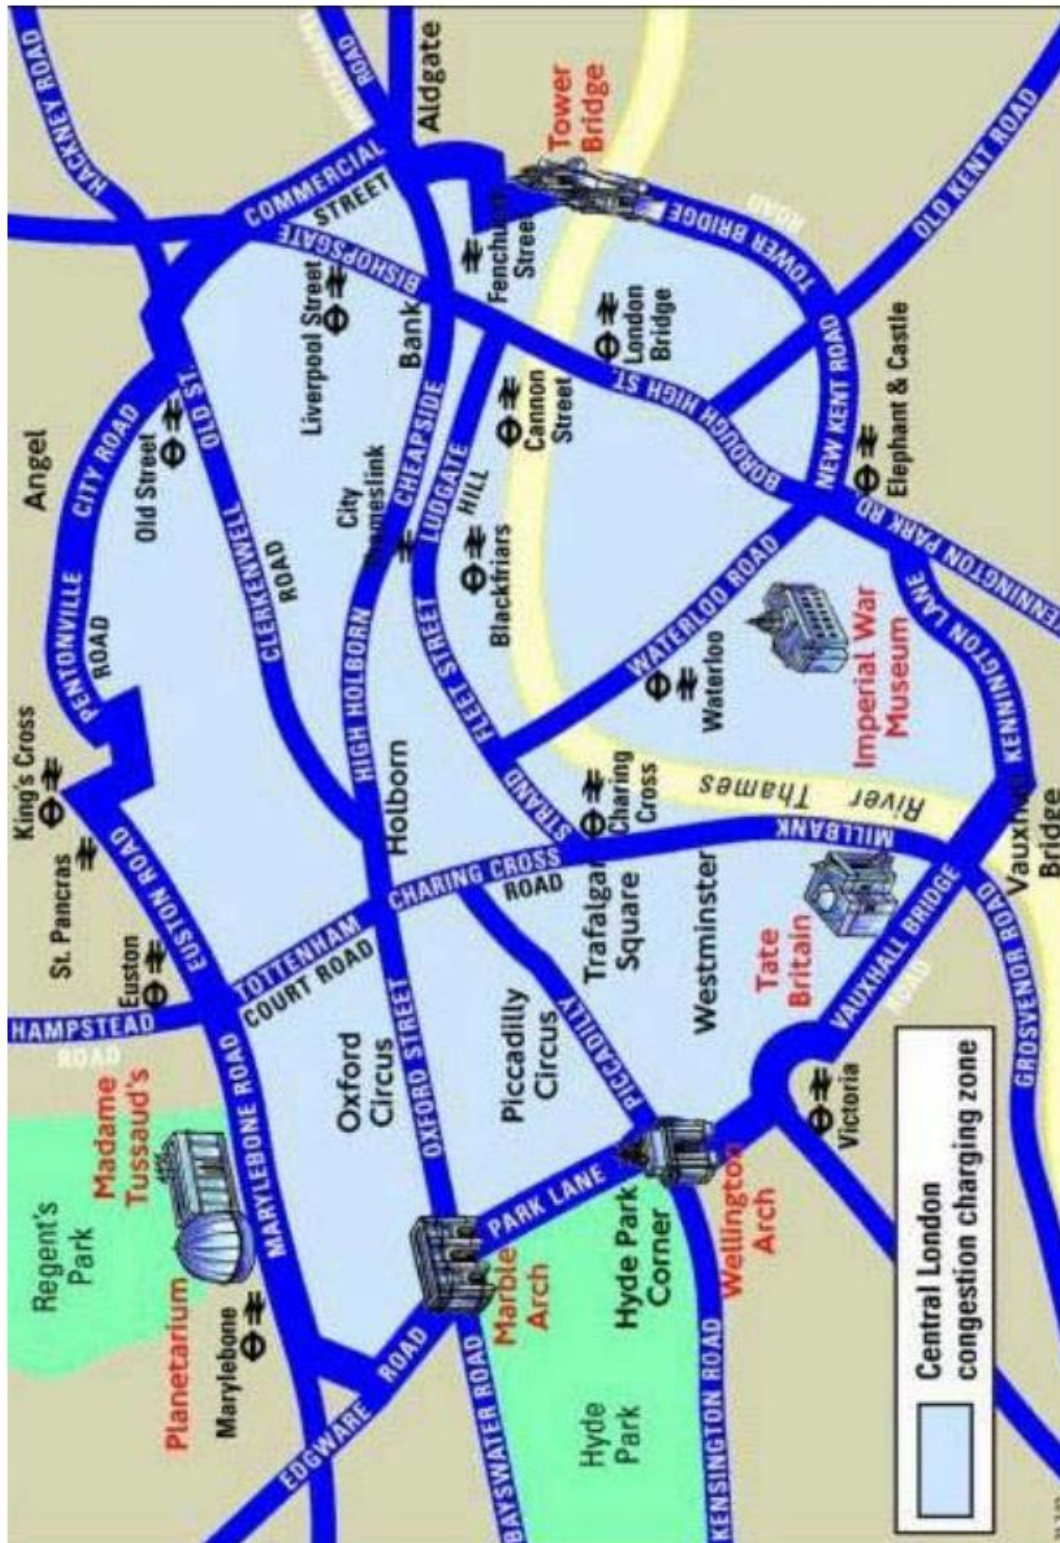 Regent's
Park
Planetarium
Madame
Tussaud's
Marylebone
HAMPSTEAD
ROAD
Euston
St. Pancras
King's Cross
EUSTON ROAD
MARYLEBONE ROAD
PENTONVILLE
ROAD
Angel
CITY ROAD
Old Street
OLD ST.
HACKNEY ROAD
COMMERCIAL
STREET
ROAD
Aldgate
TOTTENHAM
COURT ROAD
CLERKENWELL
ROAD
Liverpool Street
BISHOPSGATE
EDGWARE
ROAD
Oxford
Circus
OXFORD STREET
Holborn
HIGH HOLBORN
City
Thameslink
CHEAPSIDE
Bank
BAYSWATER ROAD
Marble
Arch
PARK LANE
Piccadilly
Circus
PICCADILLY
CHARING CROSS
ROAD
STRAND
FLEET STREET
LUDGATE
HILL
Blackfriars
Cannon
Street
Fenchurch
Street
Tower
Bridge
Hyde
Park
Hyde Park
Corner
Wellington
Arch
KENSINGTON ROAD
Trafalgar
Square
Charing
Cross
Westminster
River Thames
Waterloo
WATERLOO ROAD
London
Bridge
BOROUGH HIGH ST.
TOWER BRIDGE
ROAD
TOWER BRIDGE
Victoria
Tate
Britain
MILLBANK
VAUXHALL BRIDGE
ROAD
Imperial War
Museum
NEW KENT ROAD
Elephant & Castle
OLD KENT ROAD
KENNINGTON PARK RD
KENNINGTON LANE
KENNINGTON
Vauxhall
Bridge
GROSVENOR ROAD
Central London
congestion charging zone